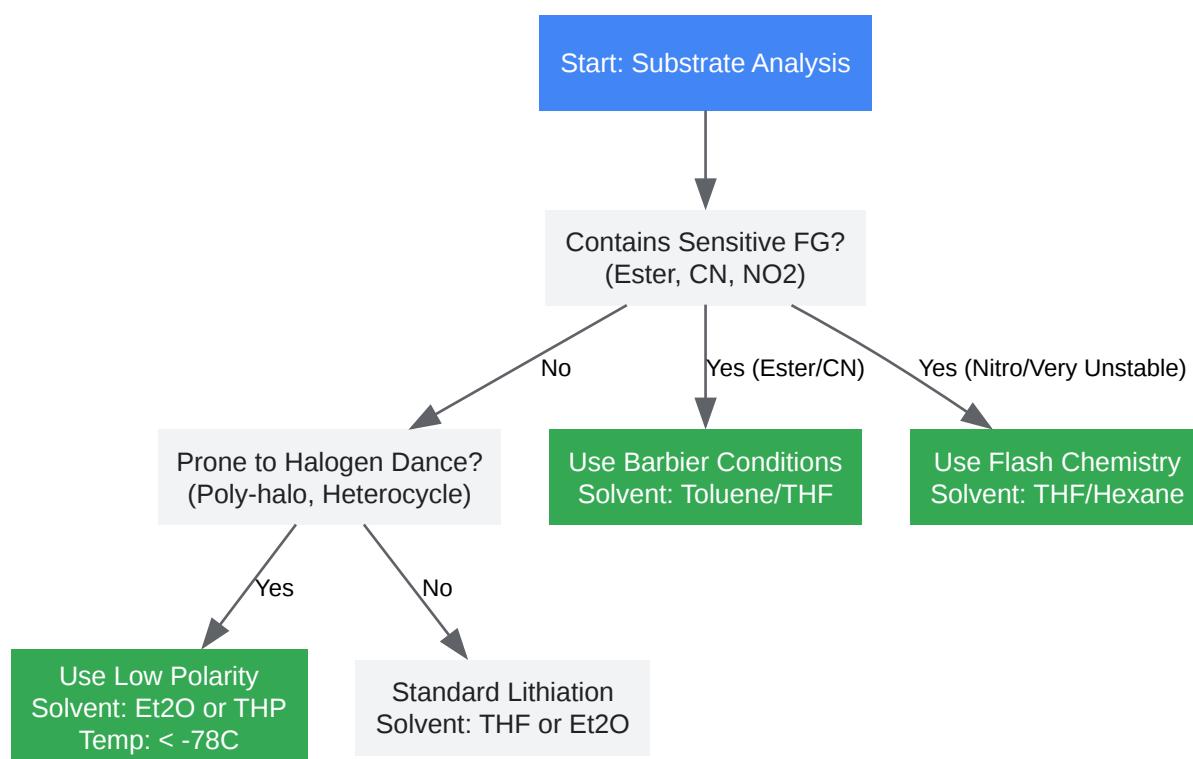 Start: Substrate Analysis
Contains Sensitive FG?
(Ester, CN, NO2)
No
Yes (Ester/CN)
Yes (Nitro/Very Unstable)
Prone to Halogen Dance?
(Poly-halo, Heterocycle)
Use Barbier Conditions
Solvent: Toluene/THF
Use Flash Chemistry
Solvent: THF/Hexane
Yes
No
Use Low Polarity
Solvent: Et2O or THP
Temp: < -78C
Standard Lithiation
Solvent: THF or Et2O